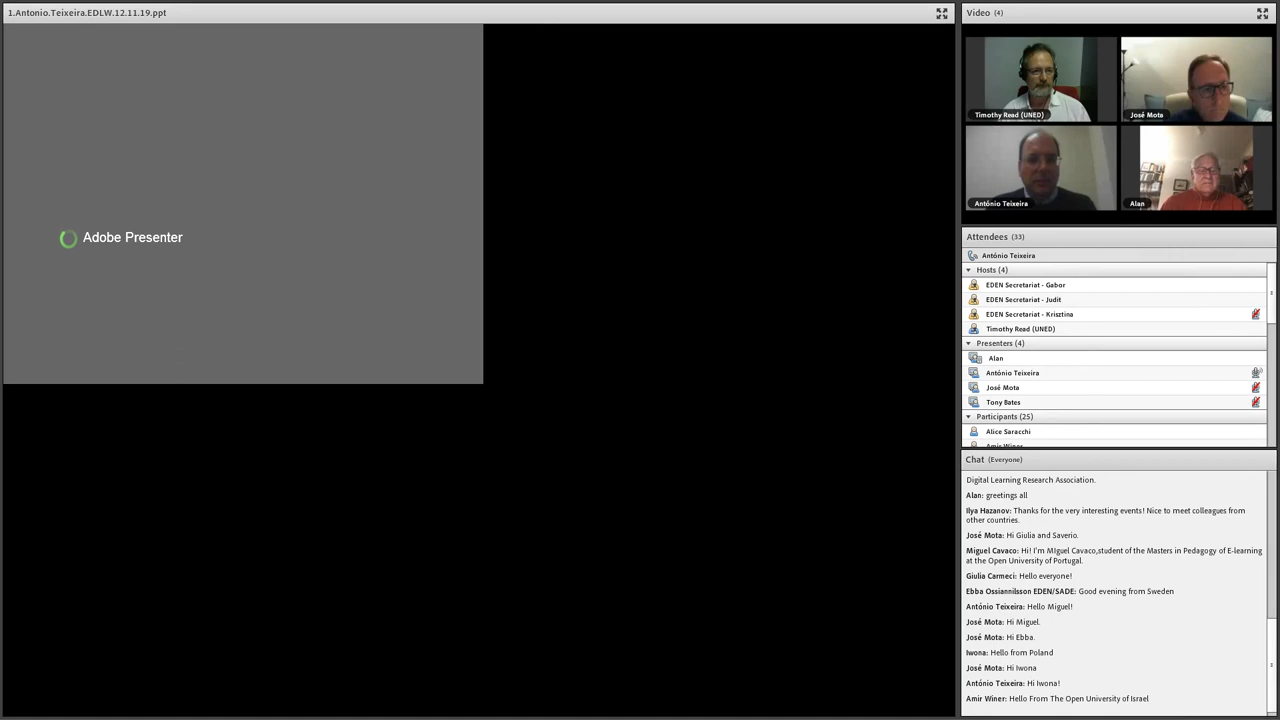 1.Antonio.Teixeira.EDLW.12.11.19.ppt
Adobe Presenter
Video (4)
Timothy Read (UNED)
José Mota
António Teixeira
Alan
Attendees (33)
António Teixeira
Hosts (4)
EDEN Secretariat - Gabor
EDEN Secretariat - Judit
EDEN Secretariat - Krisztina
Timothy Read (UNED)
Presenters (4)
Alan
António Teixeira
José Mota
Tony Bates
Participants (25)
Alice Saracchi
Amir Winer
Chat (Everyone)
Digital Learning Research Association.
Alan: greetings all
Ilya Hazanov: Thanks for the very interesting events! Nice to meet colleagues from
other countries.
José Mota: Hi Giulia and Saverio.
Miguel Cavaco: Hi! I'm MIguel Cavaco,student of the Masters in Pedagogy of E-learning
at the Open University of Portugal.
Giulia Carmeci: Hello everyone!
Ebba Ossiannilsson EDEN/SADE: Good evening from Sweden
António Teixeira: Hello Miguel!
José Mota: Hi Miguel.
José Mota: Hi Ebba.
Iwona: Hello from Poland
José Mota: Hi Iwona
António Teixeira: Hi Iwona!
Amir Winer: Hello From The Open University of Israel